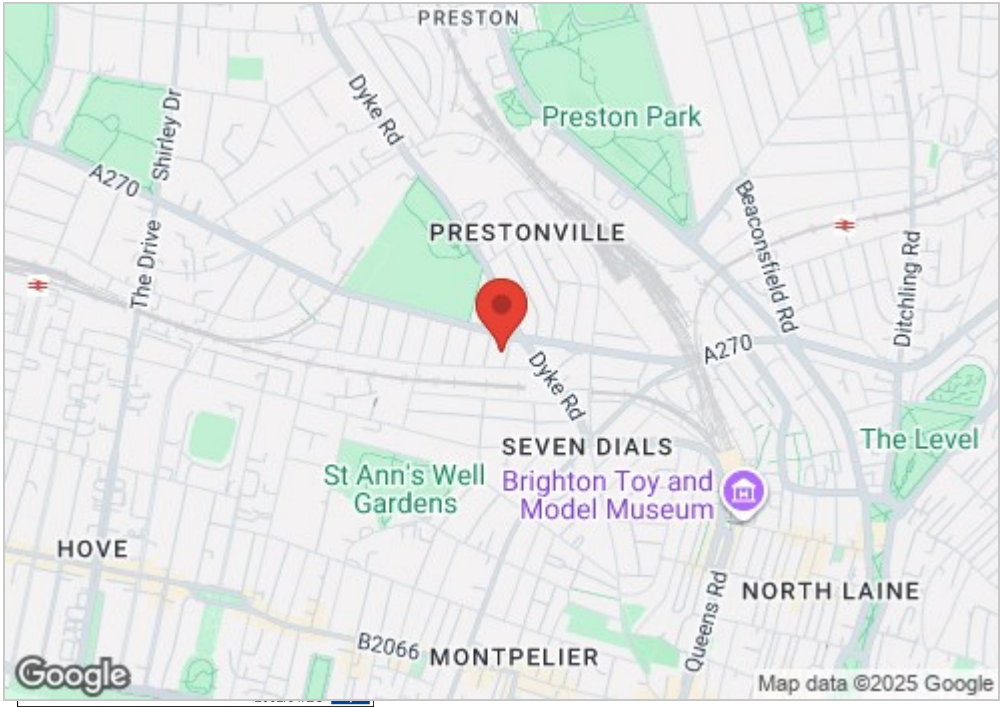 PRESTON
Dyke Rd
Preston Park
Shirley Dr
A270
PRESTONVILLE
The Drive
Beaconsfield Rd
Ditchling Rd
A270
Dyke Rd
SEVEN DIALS
The Level
St Ann's Well
Gardens
Brighton Toy and
Model Museum
HOVE
NORTH LAINE
Queens Rd
B2066
MONTPELIER
Google
Map data ©2025 Google